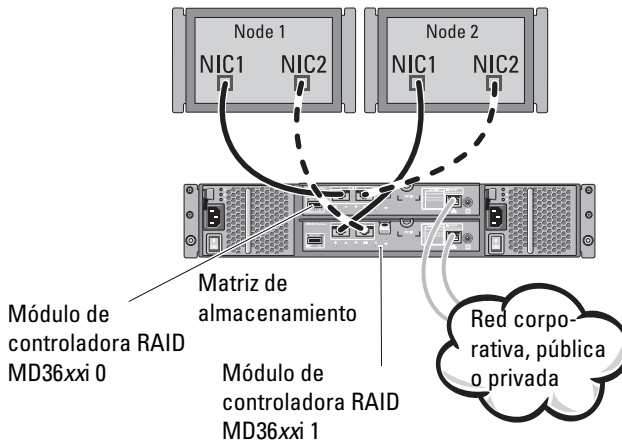 Node 1
Node 2
NIC1
NIC2
NIC1
NIC2
Matriz de
almacenamiento
Módulo de
controladora RAID
MD36xxi 0
Módulo de
controladora RAID
MD36xxi 1
Red corpo-
rativa, pública
o privada